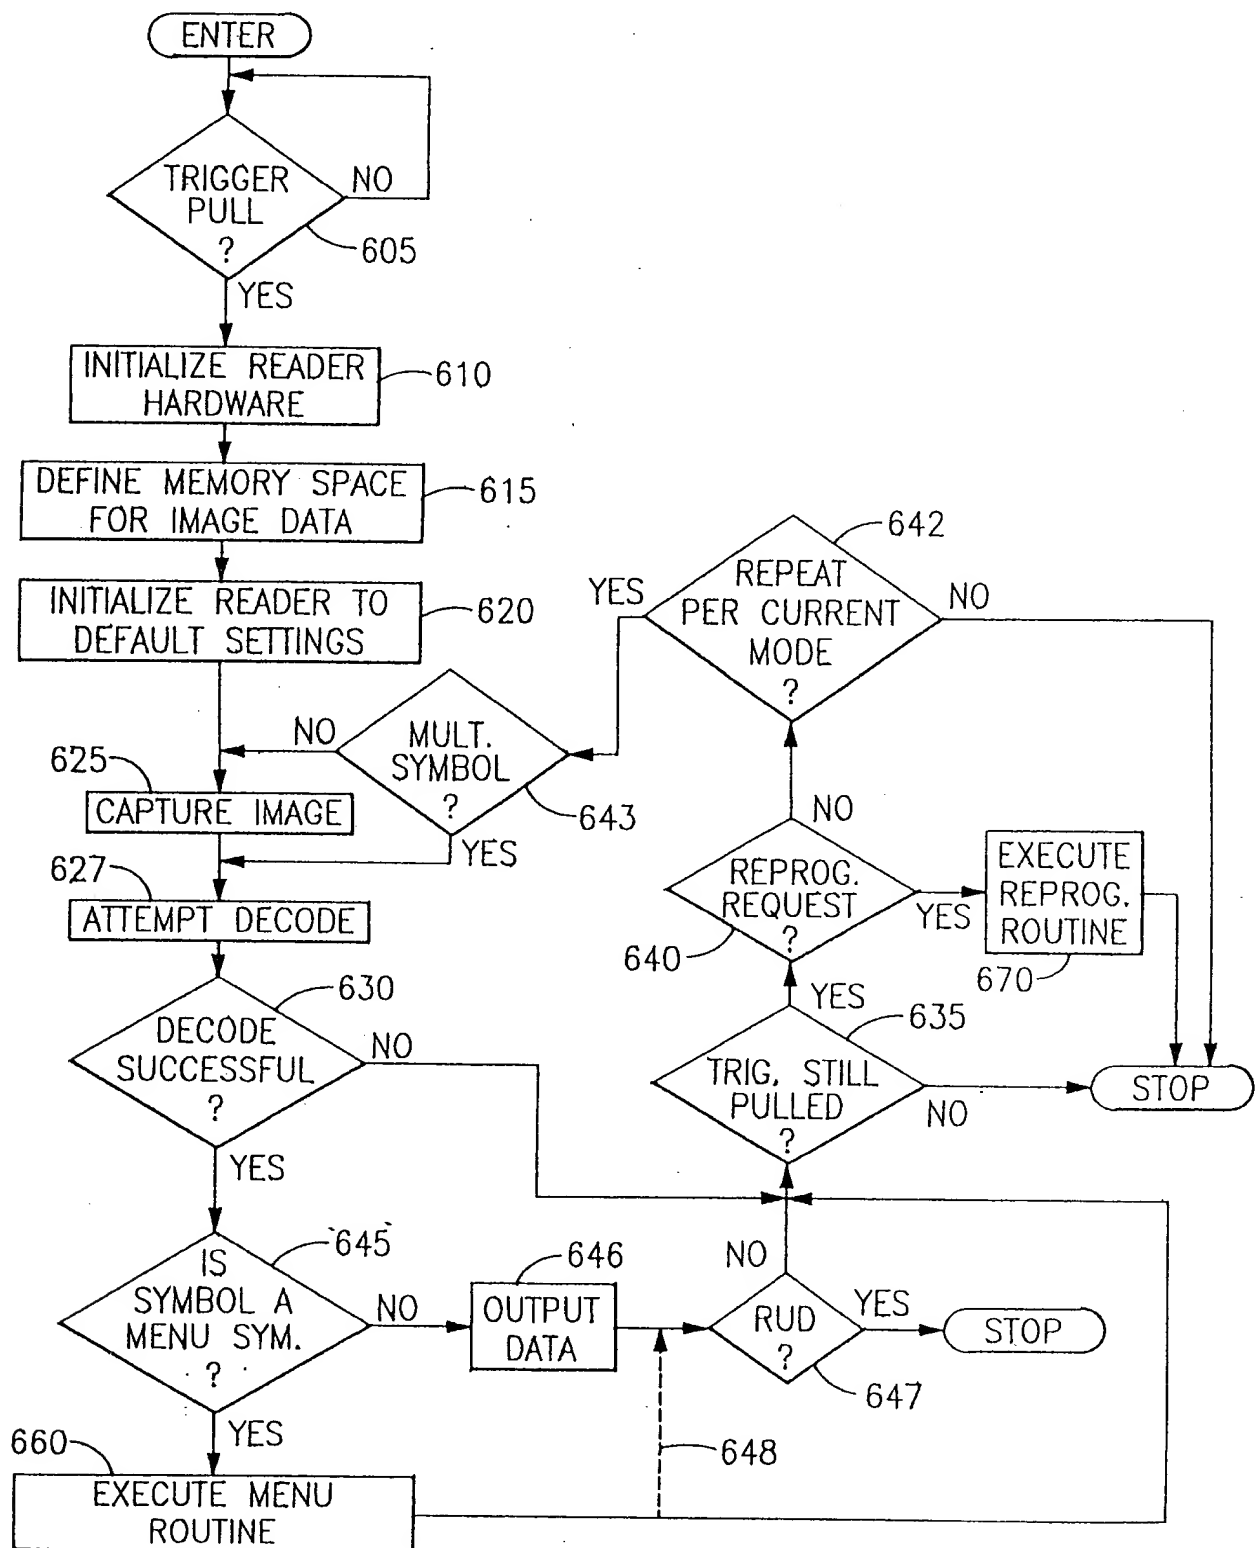 ENTER
TRIGGER
PULL
?
NO
605
YES
INITIALIZE READER
HARDWARE
610
DEFINE MEMORY SPACE
FOR IMAGE DATA
615
INITIALIZE READER TO
DEFAULT SETTINGS
620
625
CAPTURE IMAGE
627
ATTEMPT DECODE
DECODE
SUCCESSFUL
?
630
NO
YES
IS
SYMBOL A
MENU SYM.
?
645
NO
YES
660
EXECUTE MENU
ROUTINE
646
OUTPUT
DATA
648
RUD
?
647
YES
STOP
NO
TRIG. STILL
PULLED
?
635
NO
STOP
YES
REPROG.
REQUEST
?
640
YES
EXECUTE
REPROG.
ROUTINE
670
NO
REPEAT
PER CURRENT
MODE
?
642
NO
YES
MULT.
SYMBOL
?
643
NO
YES